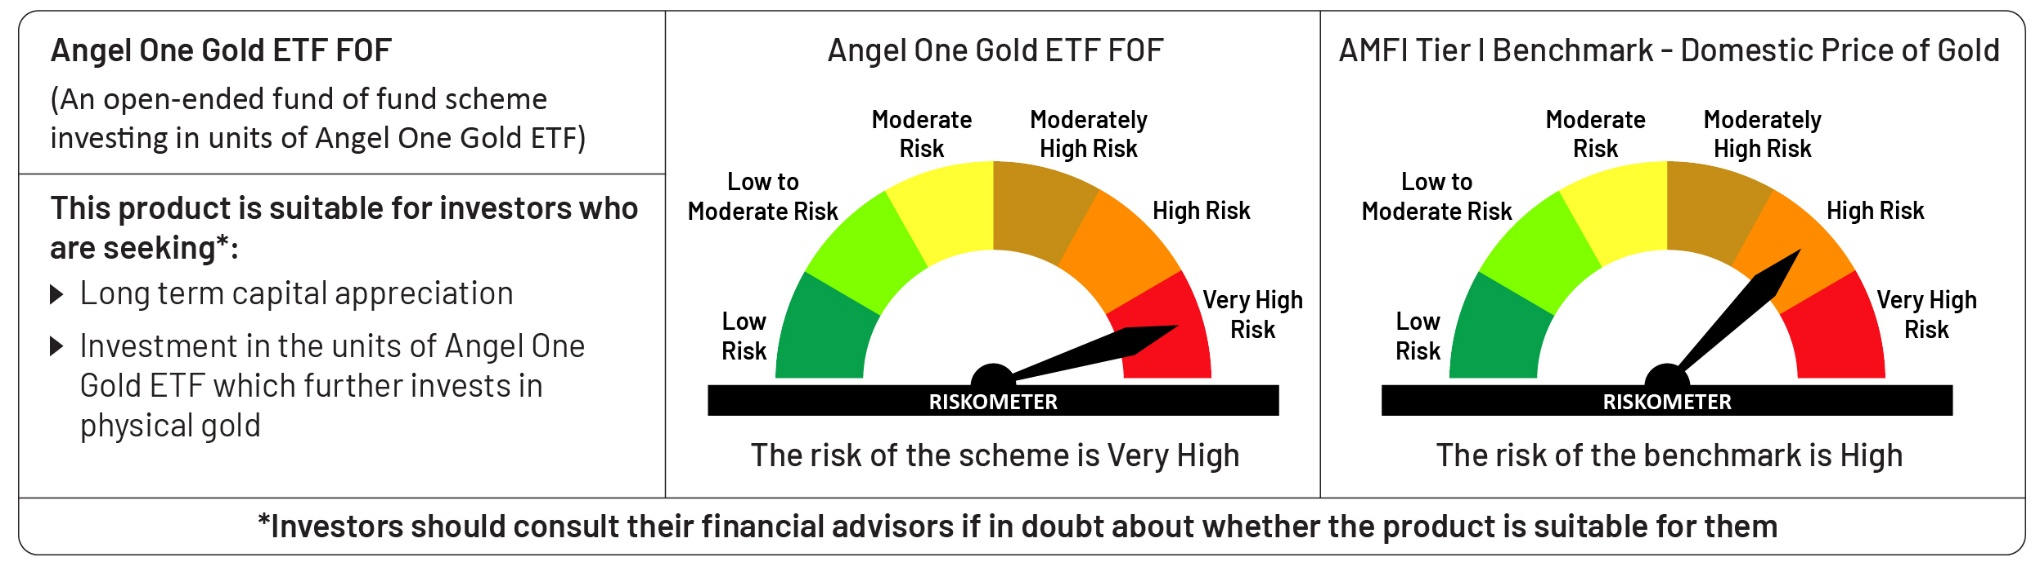 Angel One Gold ETF FOF
(An open-ended fund of fund scheme
investing in units of Angel One Gold ETF)
This product is suitable for investors who
are seeking*:
Long term capital appreciation
Investment in the units of Angel One
Gold ETF which further invests in
physical gold
Angel One Gold ETF FOF
Moderate
Risk
Moderately
High Risk
Low to
Moderate Risk
High Risk
Low
Risk
Very High
Risk
RISKOMETER
The risk of the scheme is Very High
AMFI Tier I Benchmark - Domestic Price of Gold
Moderate
Risk
Moderately
High Risk
Low to
Moderate Risk
High Risk
Low
Risk
Very High
Risk
RISKOMETER
The risk of the benchmark is High
*Investors should consult their financial advisors if in doubt about whether the product is suitable for them